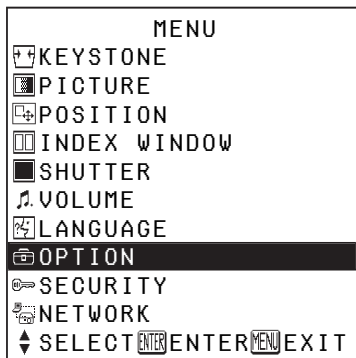 MENU
KEYSTONE
PICTURE
POSITION
INDEX WINDOW
SHUTTER
VOLUME
LANGUAGE
OPTION
SECURITY
NETWORK
SELECT ENTER ENTER MENU EXIT